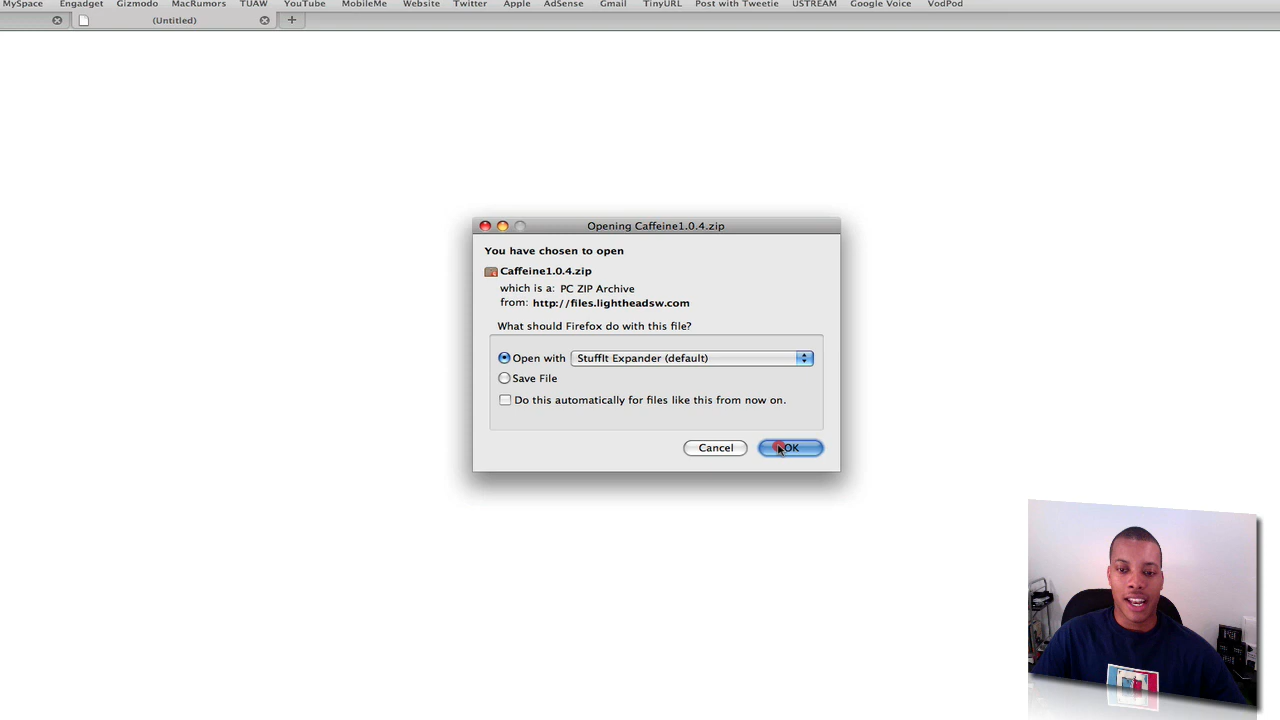 MySpace Engadget Gizmodo MacRumors TUAW YouTube MobileMe Website Twitter Apple AdSense Gmail TinyURL Post with Tweetie USTREAM Google Voice VodPod
(Untitled)
Opening Caffeine1.0.4.zip
You have chosen to open
Caffeine1.0.4.zip
which is a: PC ZIP Archive
from: http://files.lightheadsw.com
What should Firefox do with this file?
Open with StuffIt Expander (default)
Save File
Do this automatically for files like this from now on.
Cancel OK